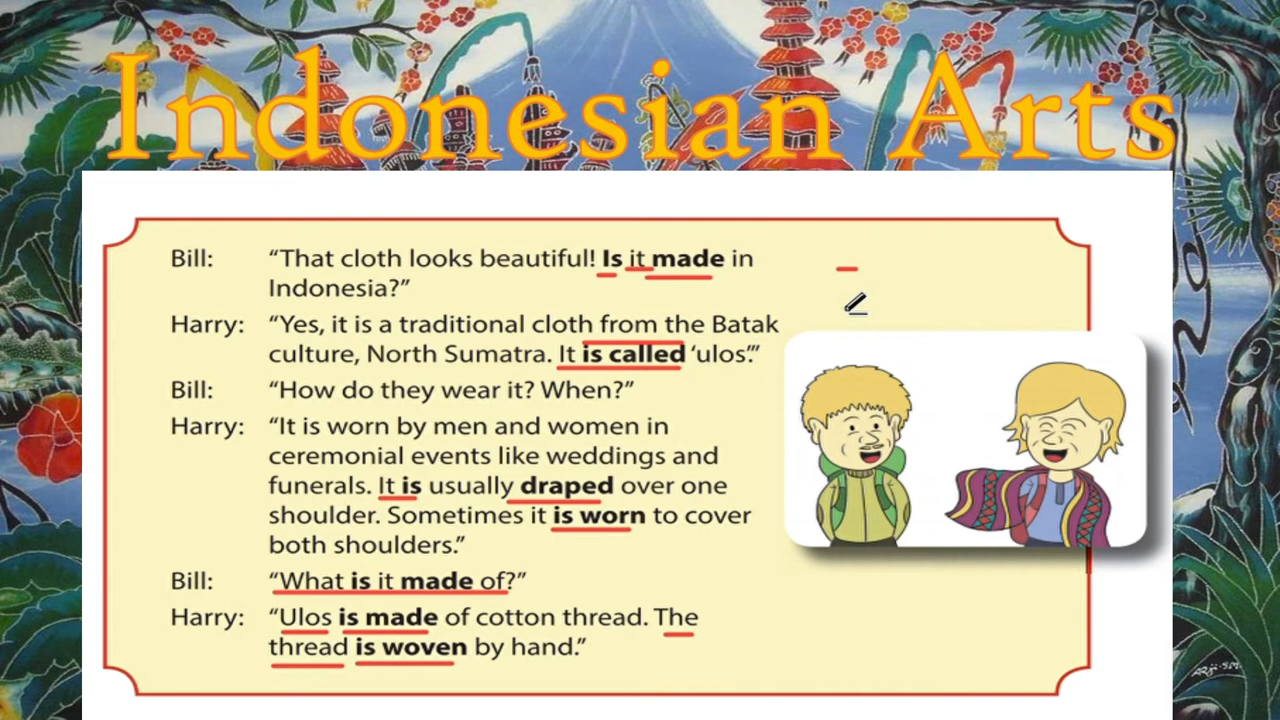 Indonesian Arts
Bill: “That cloth looks beautiful! Is it made in
Indonesia?”
Harry: “Yes, it is a traditional cloth from the Batak
culture, North Sumatra. It is called ‘ulos’.”
Bill: “How do they wear it? When?”
Harry: “It is worn by men and women in
ceremonial events like weddings and
funerals. It is usually draped over one
shoulder. Sometimes it is worn to cover
both shoulders.”
Bill: “What is it made of?”
Harry: “Ulos is made of cotton thread. The
thread is woven by hand.”